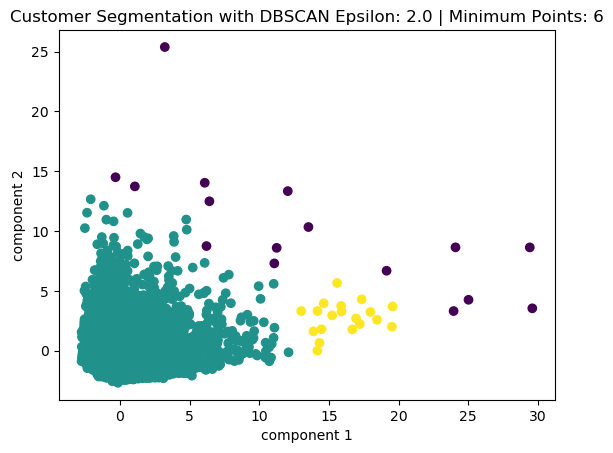 Customer Segmentation with DBSCAN Epsilon: 2.0 | Minimum Points: 6
25
20
15
10
5
0
component 2
0 5 10 15 20 25 30
component 1